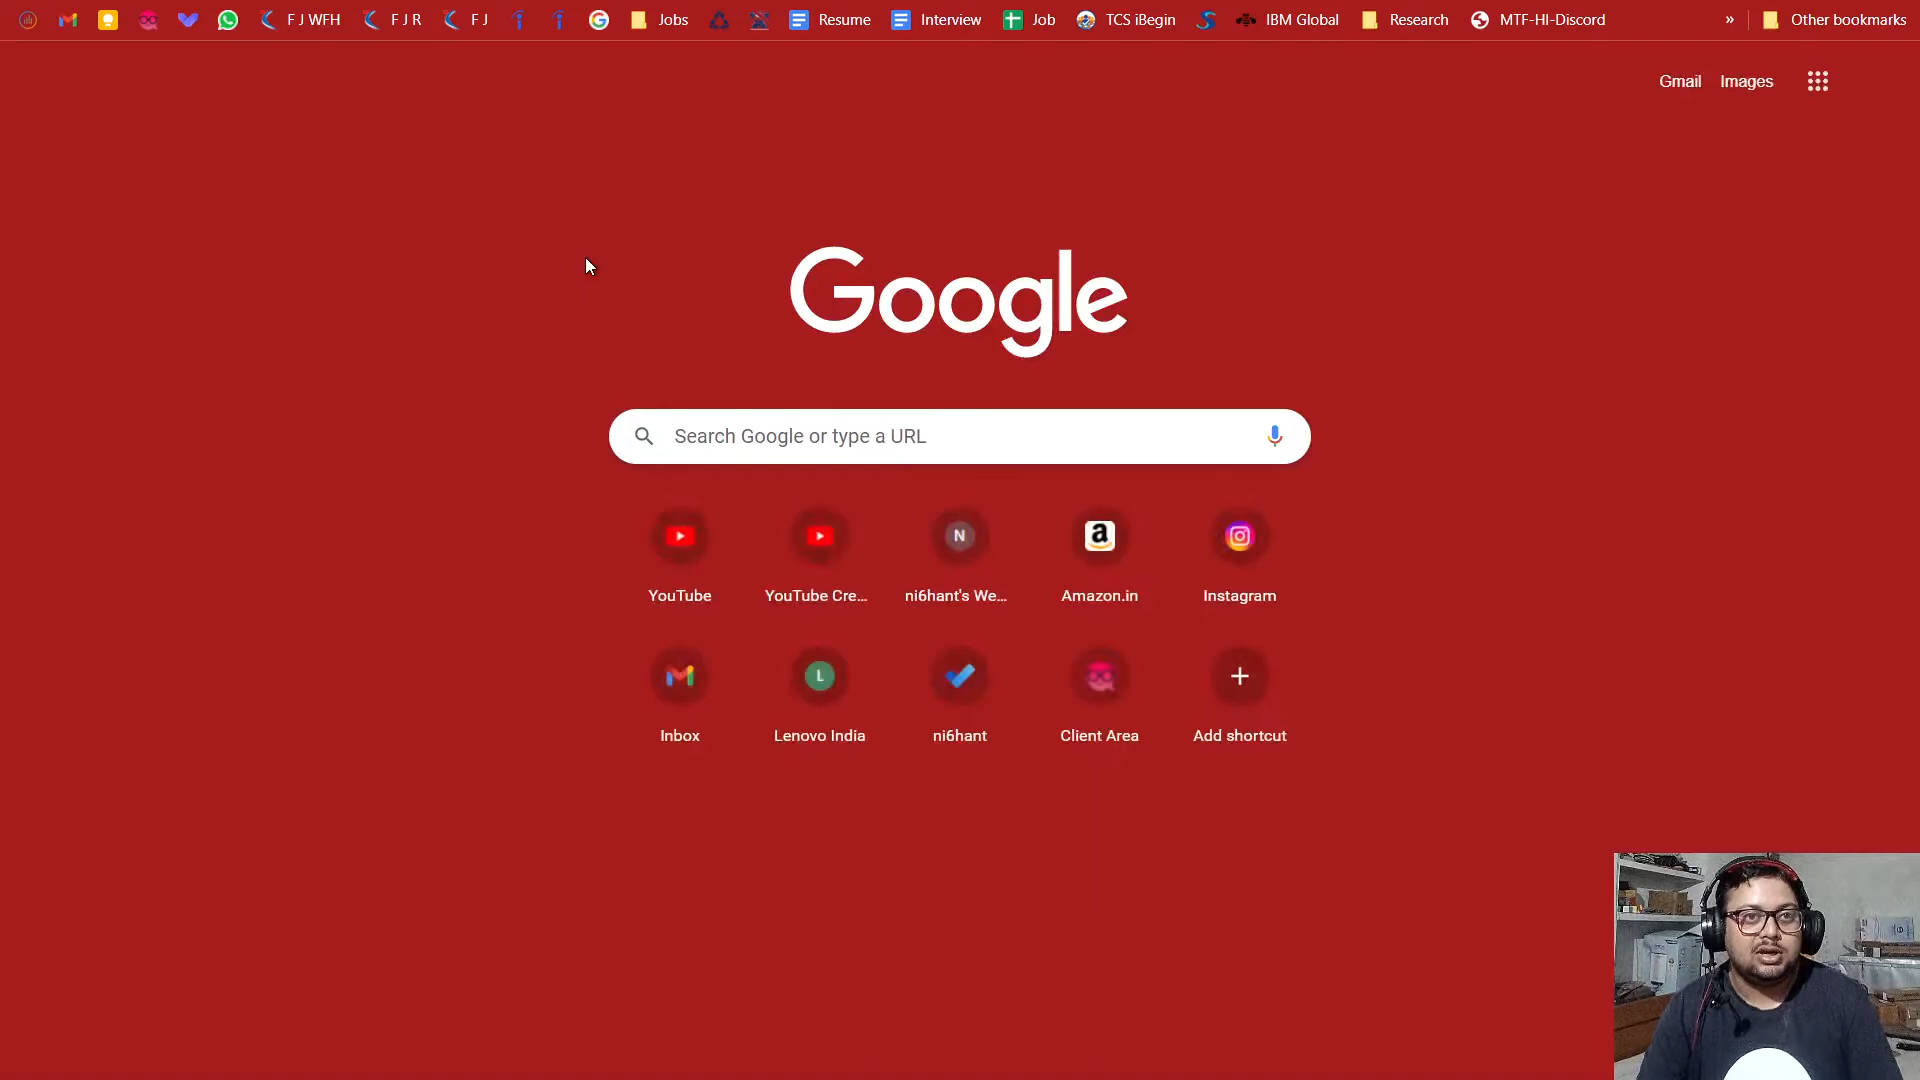 F J WFH F J R F J Jobs Resume Interview Job TCS iBegin IBM Global Research MTF-HI-Discord » Other bookmarks
Gmail Images
Google
Search Google or type a URL
N a
YouTube YouTube Cre... ni6hant's We... Amazon.in Instagram
L
Inbox Lenovo India ni6hant Client Area Add shortcut